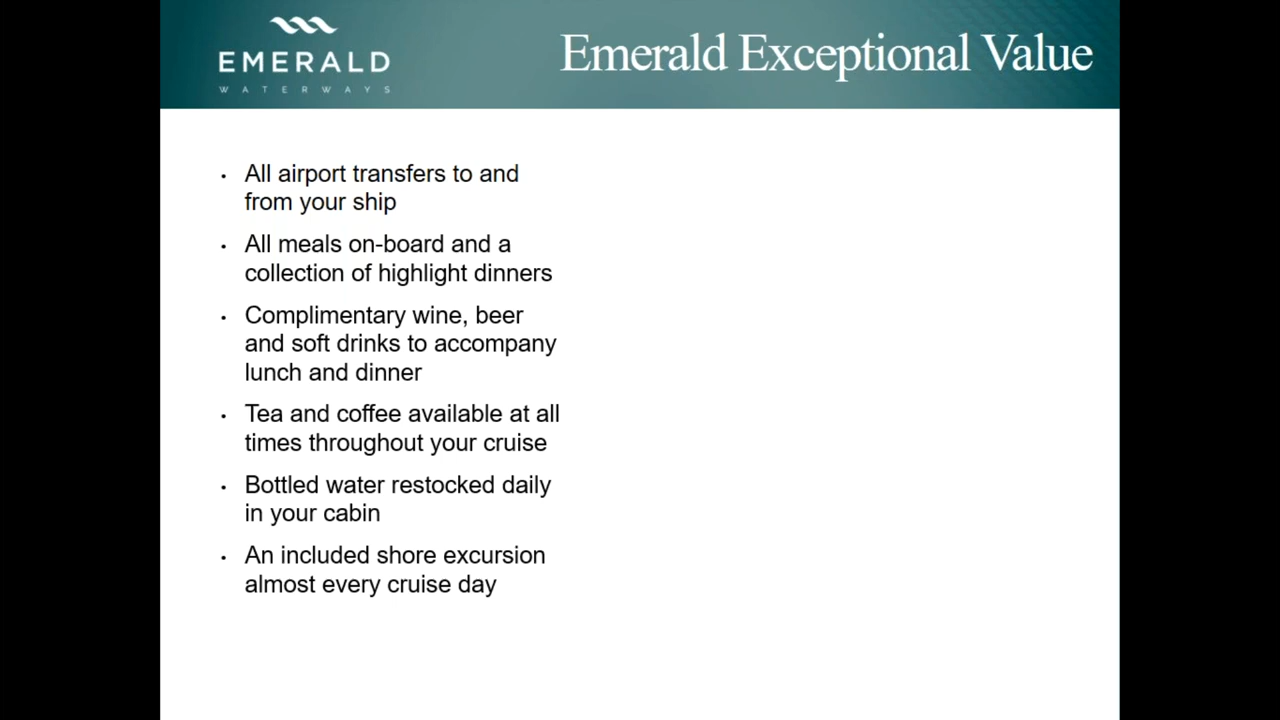 EMERALD
WATERWAYS
Emerald Exceptional Value
• All airport transfers to and
from your ship
• All meals on-board and a
collection of highlight dinners
• Complimentary wine, beer
and soft drinks to accompany
lunch and dinner
• Tea and coffee available at all
times throughout your cruise
• Bottled water restocked daily
in your cabin
• An included shore excursion
almost every cruise day